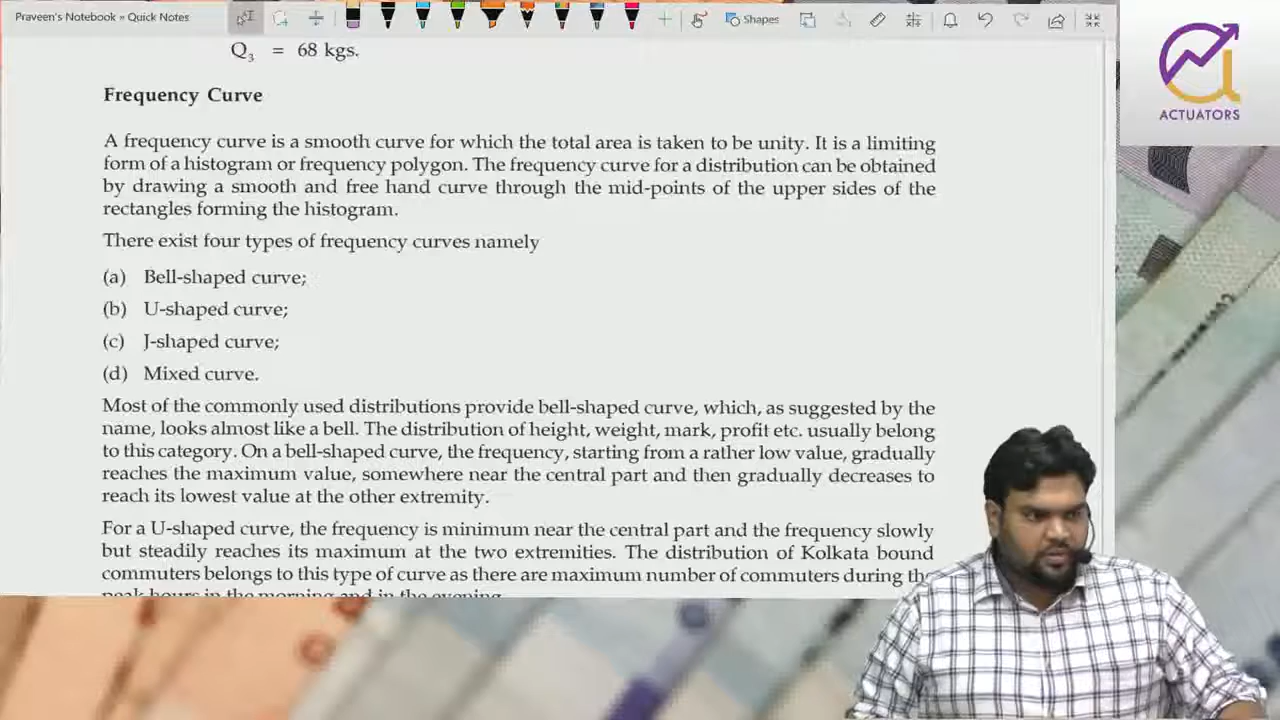 Praveen's Notebook » Quick Notes
Shapes
Q3 = 68 kgs.
ACTUATORS
Frequency Curve
A frequency curve is a smooth curve for which the total area is taken to be unity. It is a limiting
form of a histogram or frequency polygon. The frequency curve for a distribution can be obtained
by drawing a smooth and free hand curve through the mid-points of the upper sides of the
rectangles forming the histogram.
There exist four types of frequency curves namely
(a) Bell-shaped curve;
(b) U-shaped curve;
(c) J-shaped curve;
(d) Mixed curve.
Most of the commonly used distributions provide bell-shaped curve, which, as suggested by the
name, looks almost like a bell. The distribution of height, weight, mark, profit etc. usually belong
to this category. On a bell-shaped curve, the frequency, starting from a rather low value, gradually
reaches the maximum value, somewhere near the central part and then gradually decreases to
reach its lowest value at the other extremity.
For a U-shaped curve, the frequency is minimum near the central part and the frequency slowly
but steadily reaches its maximum at the two extremities. The distribution of Kolkata bound
commuters belongs to this type of curve as there are maximum number of commuters during the
peak hours in the morning and in the evening.